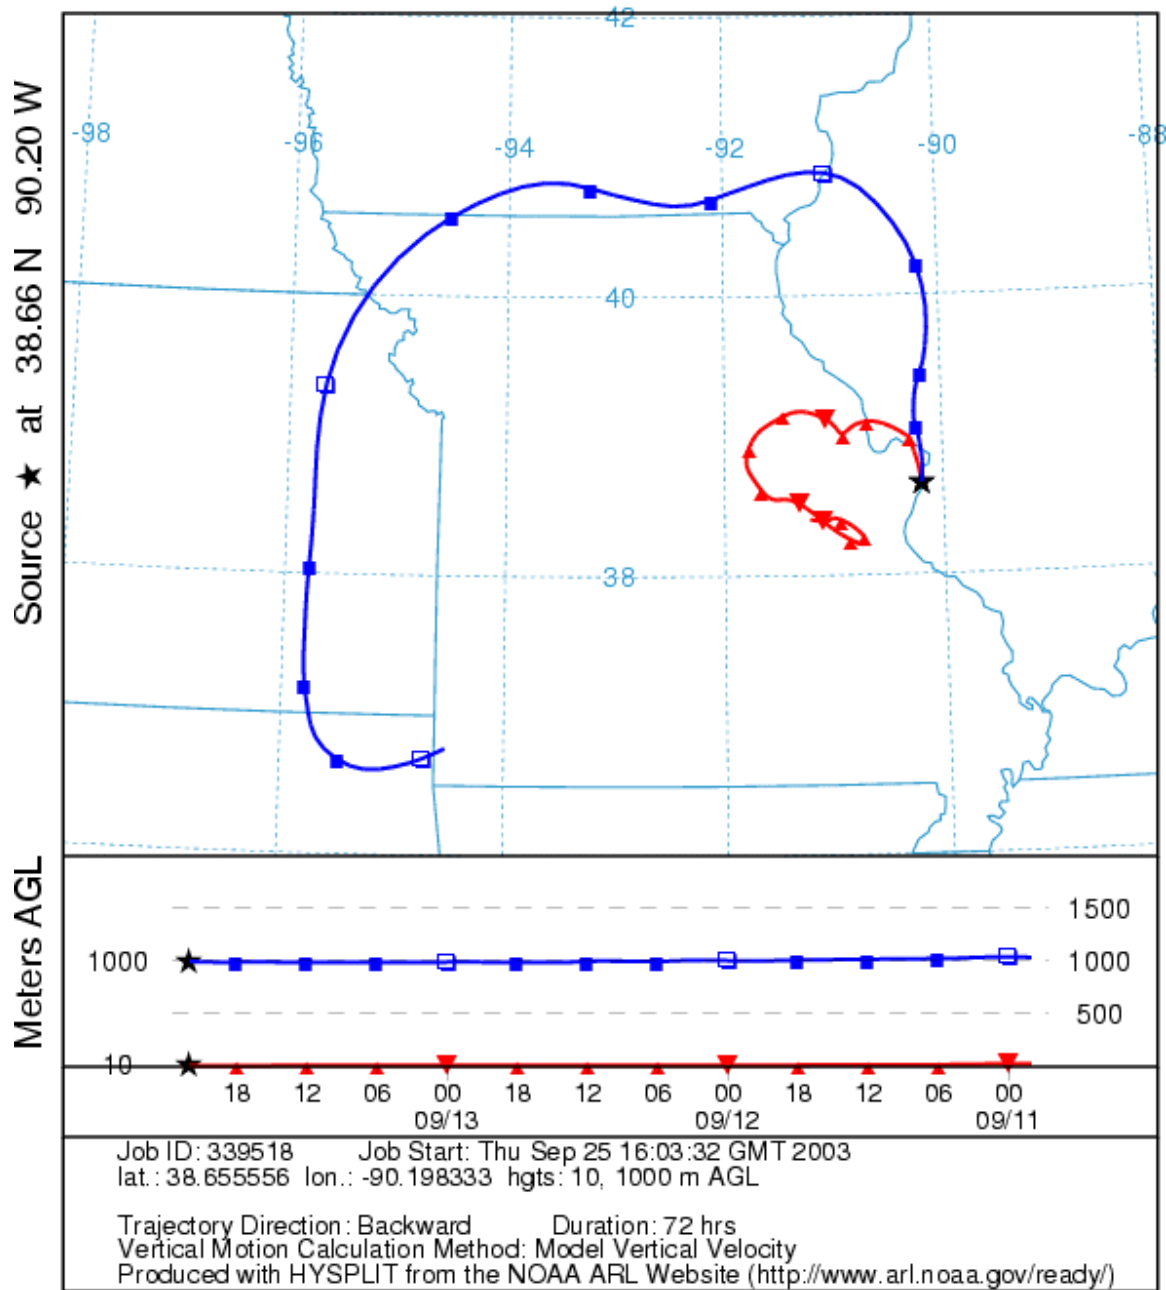 Source ★ at 38.66 N 90.20 W
42
-98
-96
-94
-92
-90
-88
40
38
Meters AGL
1500
1000
1000
500
10
18 12 06 00 18 12 06 00 18 12 06 00
09/13 09/12 09/11
Job ID: 339518 Job Start: Thu Sep 25 16:03:32 GMT 2003
lat.: 38.655556 lon.: -90.198333 hgts: 10, 1000 m AGL
Trajectory Direction: Backward Duration: 72 hrs
Vertical Motion Calculation Method: Model Vertical Velocity
Produced with HYSPLIT from the NOAA ARL Website (http://www.arl.noaa.gov/ready/)